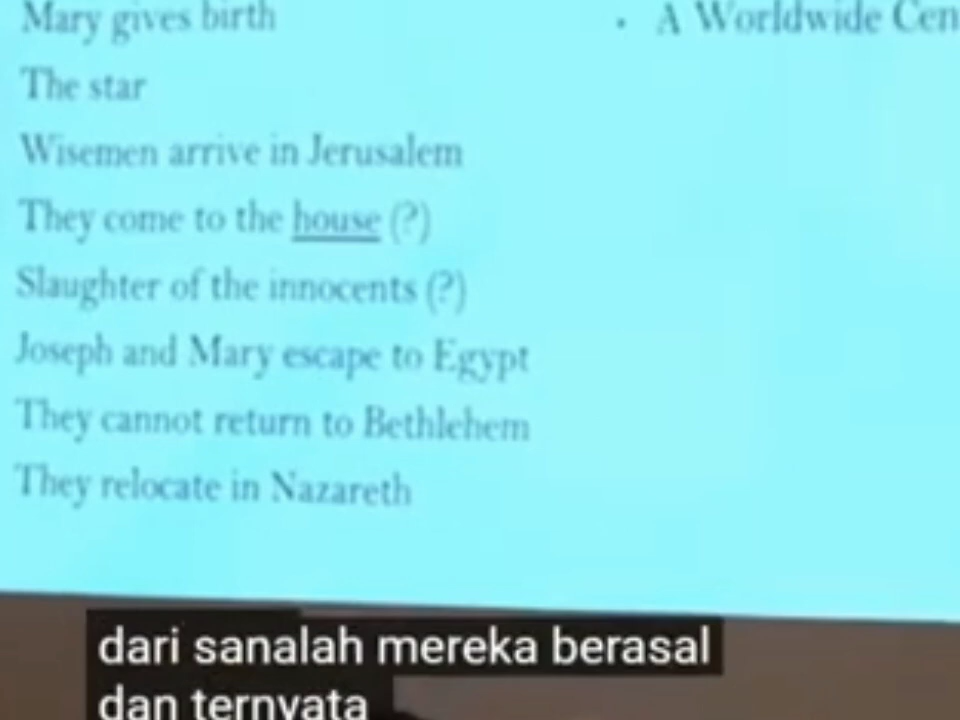 Mary gives birth
The star
Wisemen arrive in Jerusalem
They come to the house (?)
Slaughter of the innocents (?)
Joseph and Mary escape to Egypt
They cannot return to Bethlehem
They relocate in Nazareth
• A Worldwide
dari sanalah mereka berasal
dan ternyata